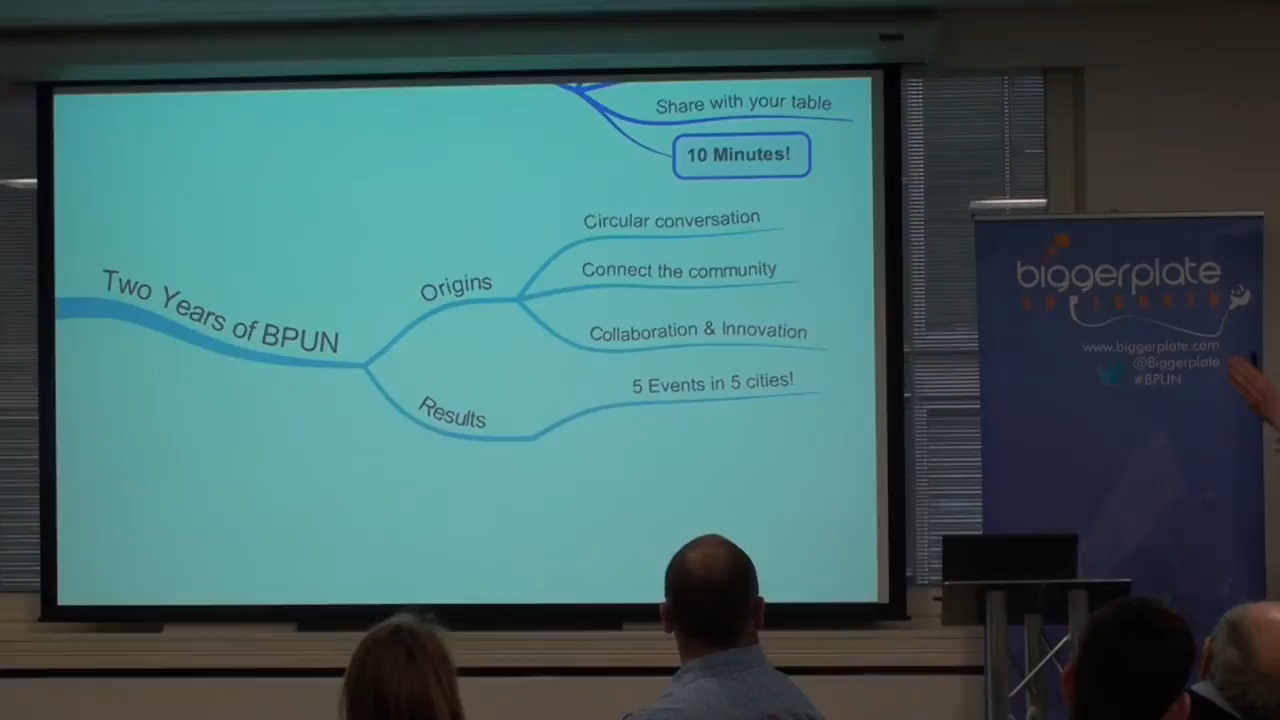 Share with your table
10 Minutes!
Circular conversation
Origins
Connect the community
Two Years of BPUN
Collaboration & Innovation
5 Events in 5 cities!
Results
biggerplate
UNPLUGGED
www.biggerplate.com
@Biggerplate
#BPUN